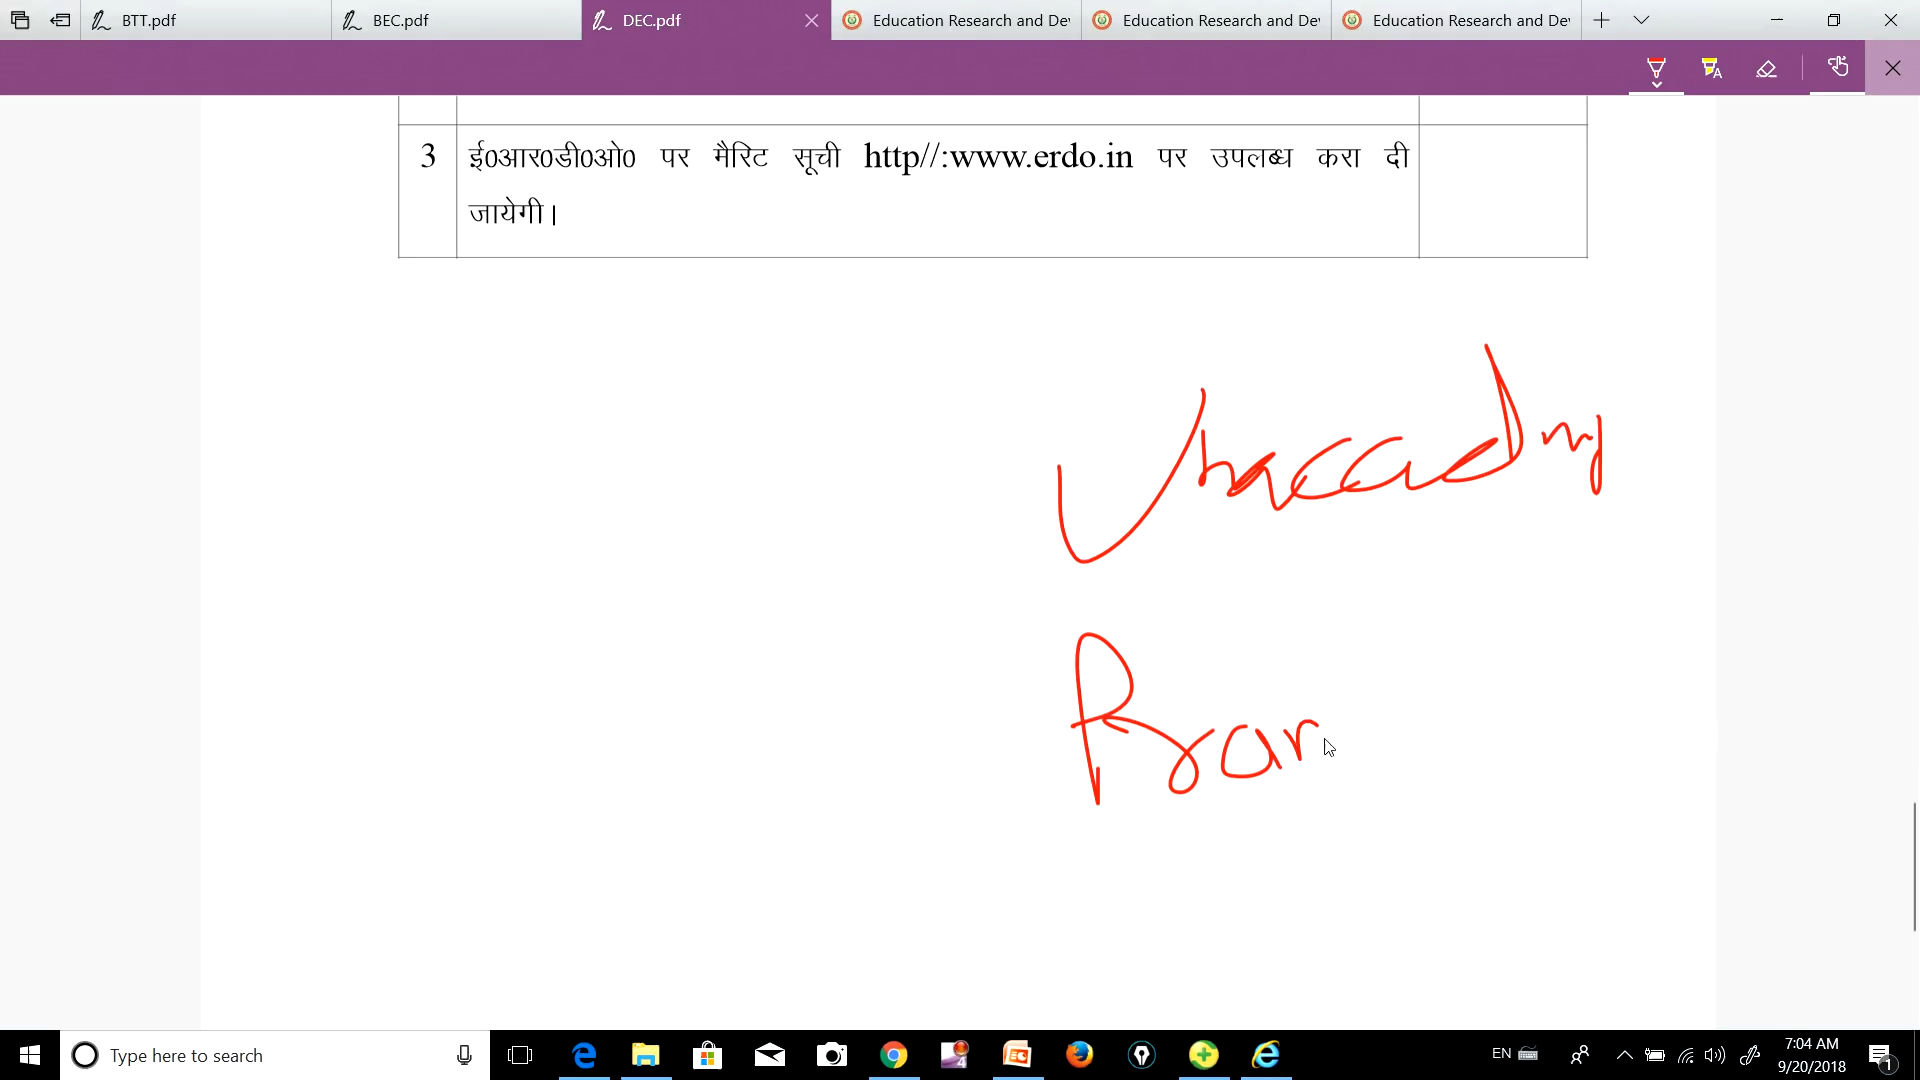 BTT.pdf BEC.pdf DEC.pdf Education Research and De Education Research and De Education Research and De
3 ई0आर0डी0ओ0 पर मैरिट सूची http//:www.erdo.in पर उपलब्ध करा दी
जायेगी।
Type here to search EN 7:04 AM
9/20/2018 1